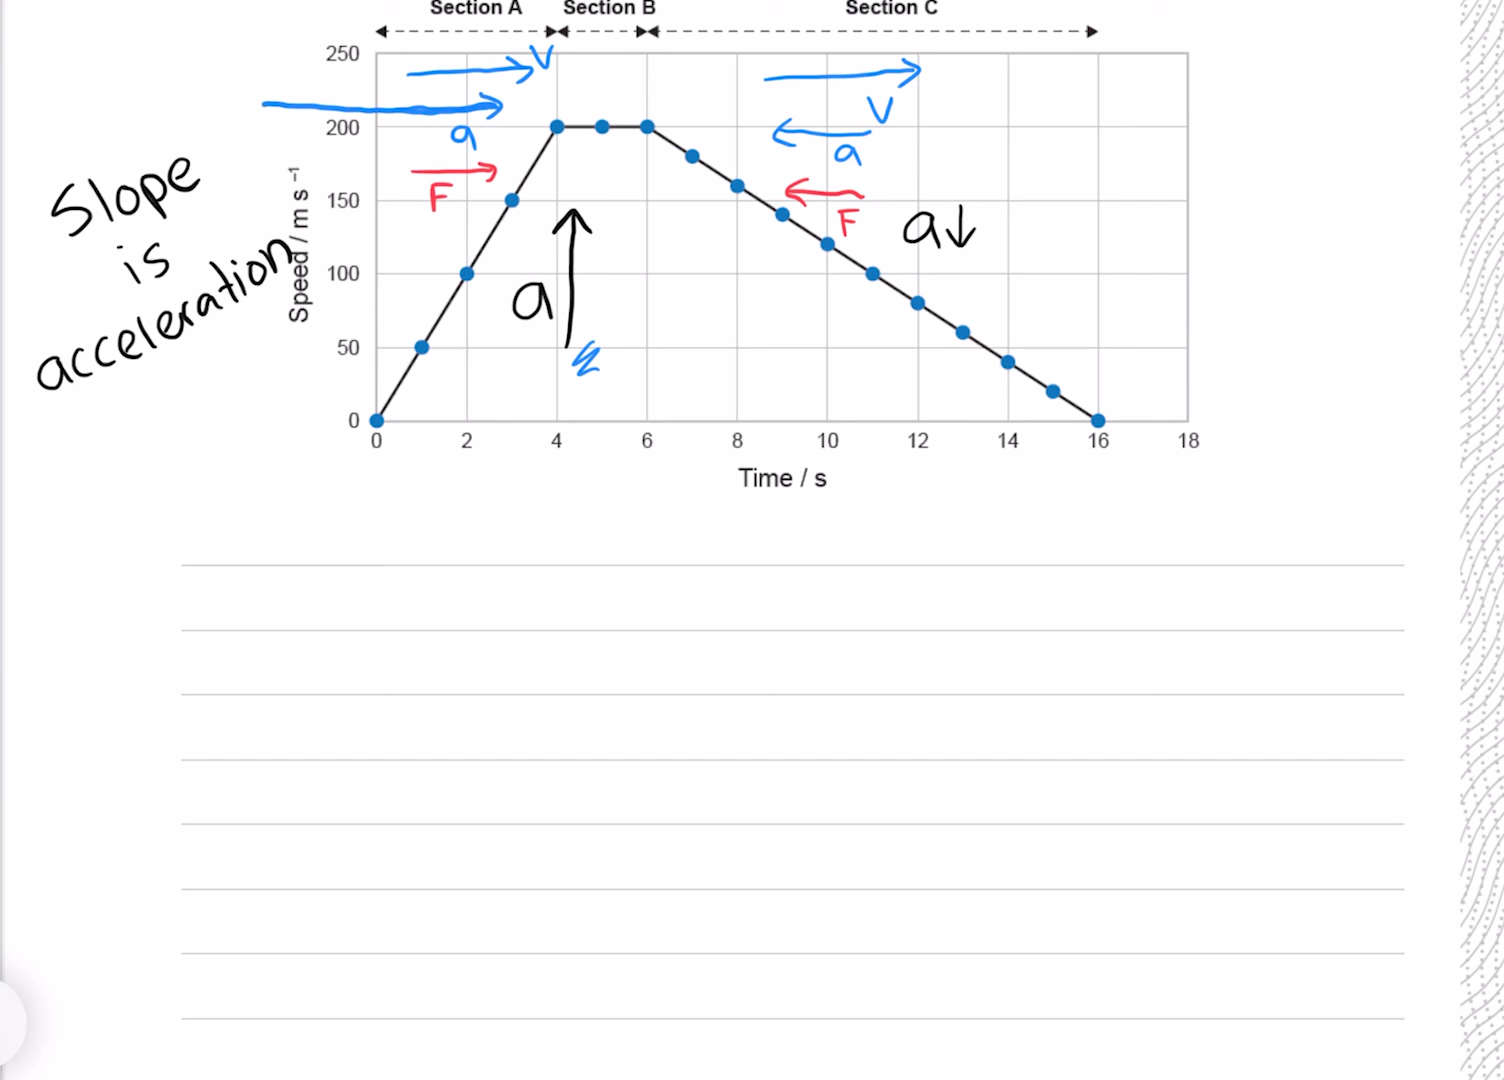 Section A Section B Section C
250
V
V
200
a
a
Slope
is
acceleration
F
F
150
a↓
Speed / m s⁻¹
100
a
50
0
0 2 4 6 8 10 12 14 16 18
Time / s